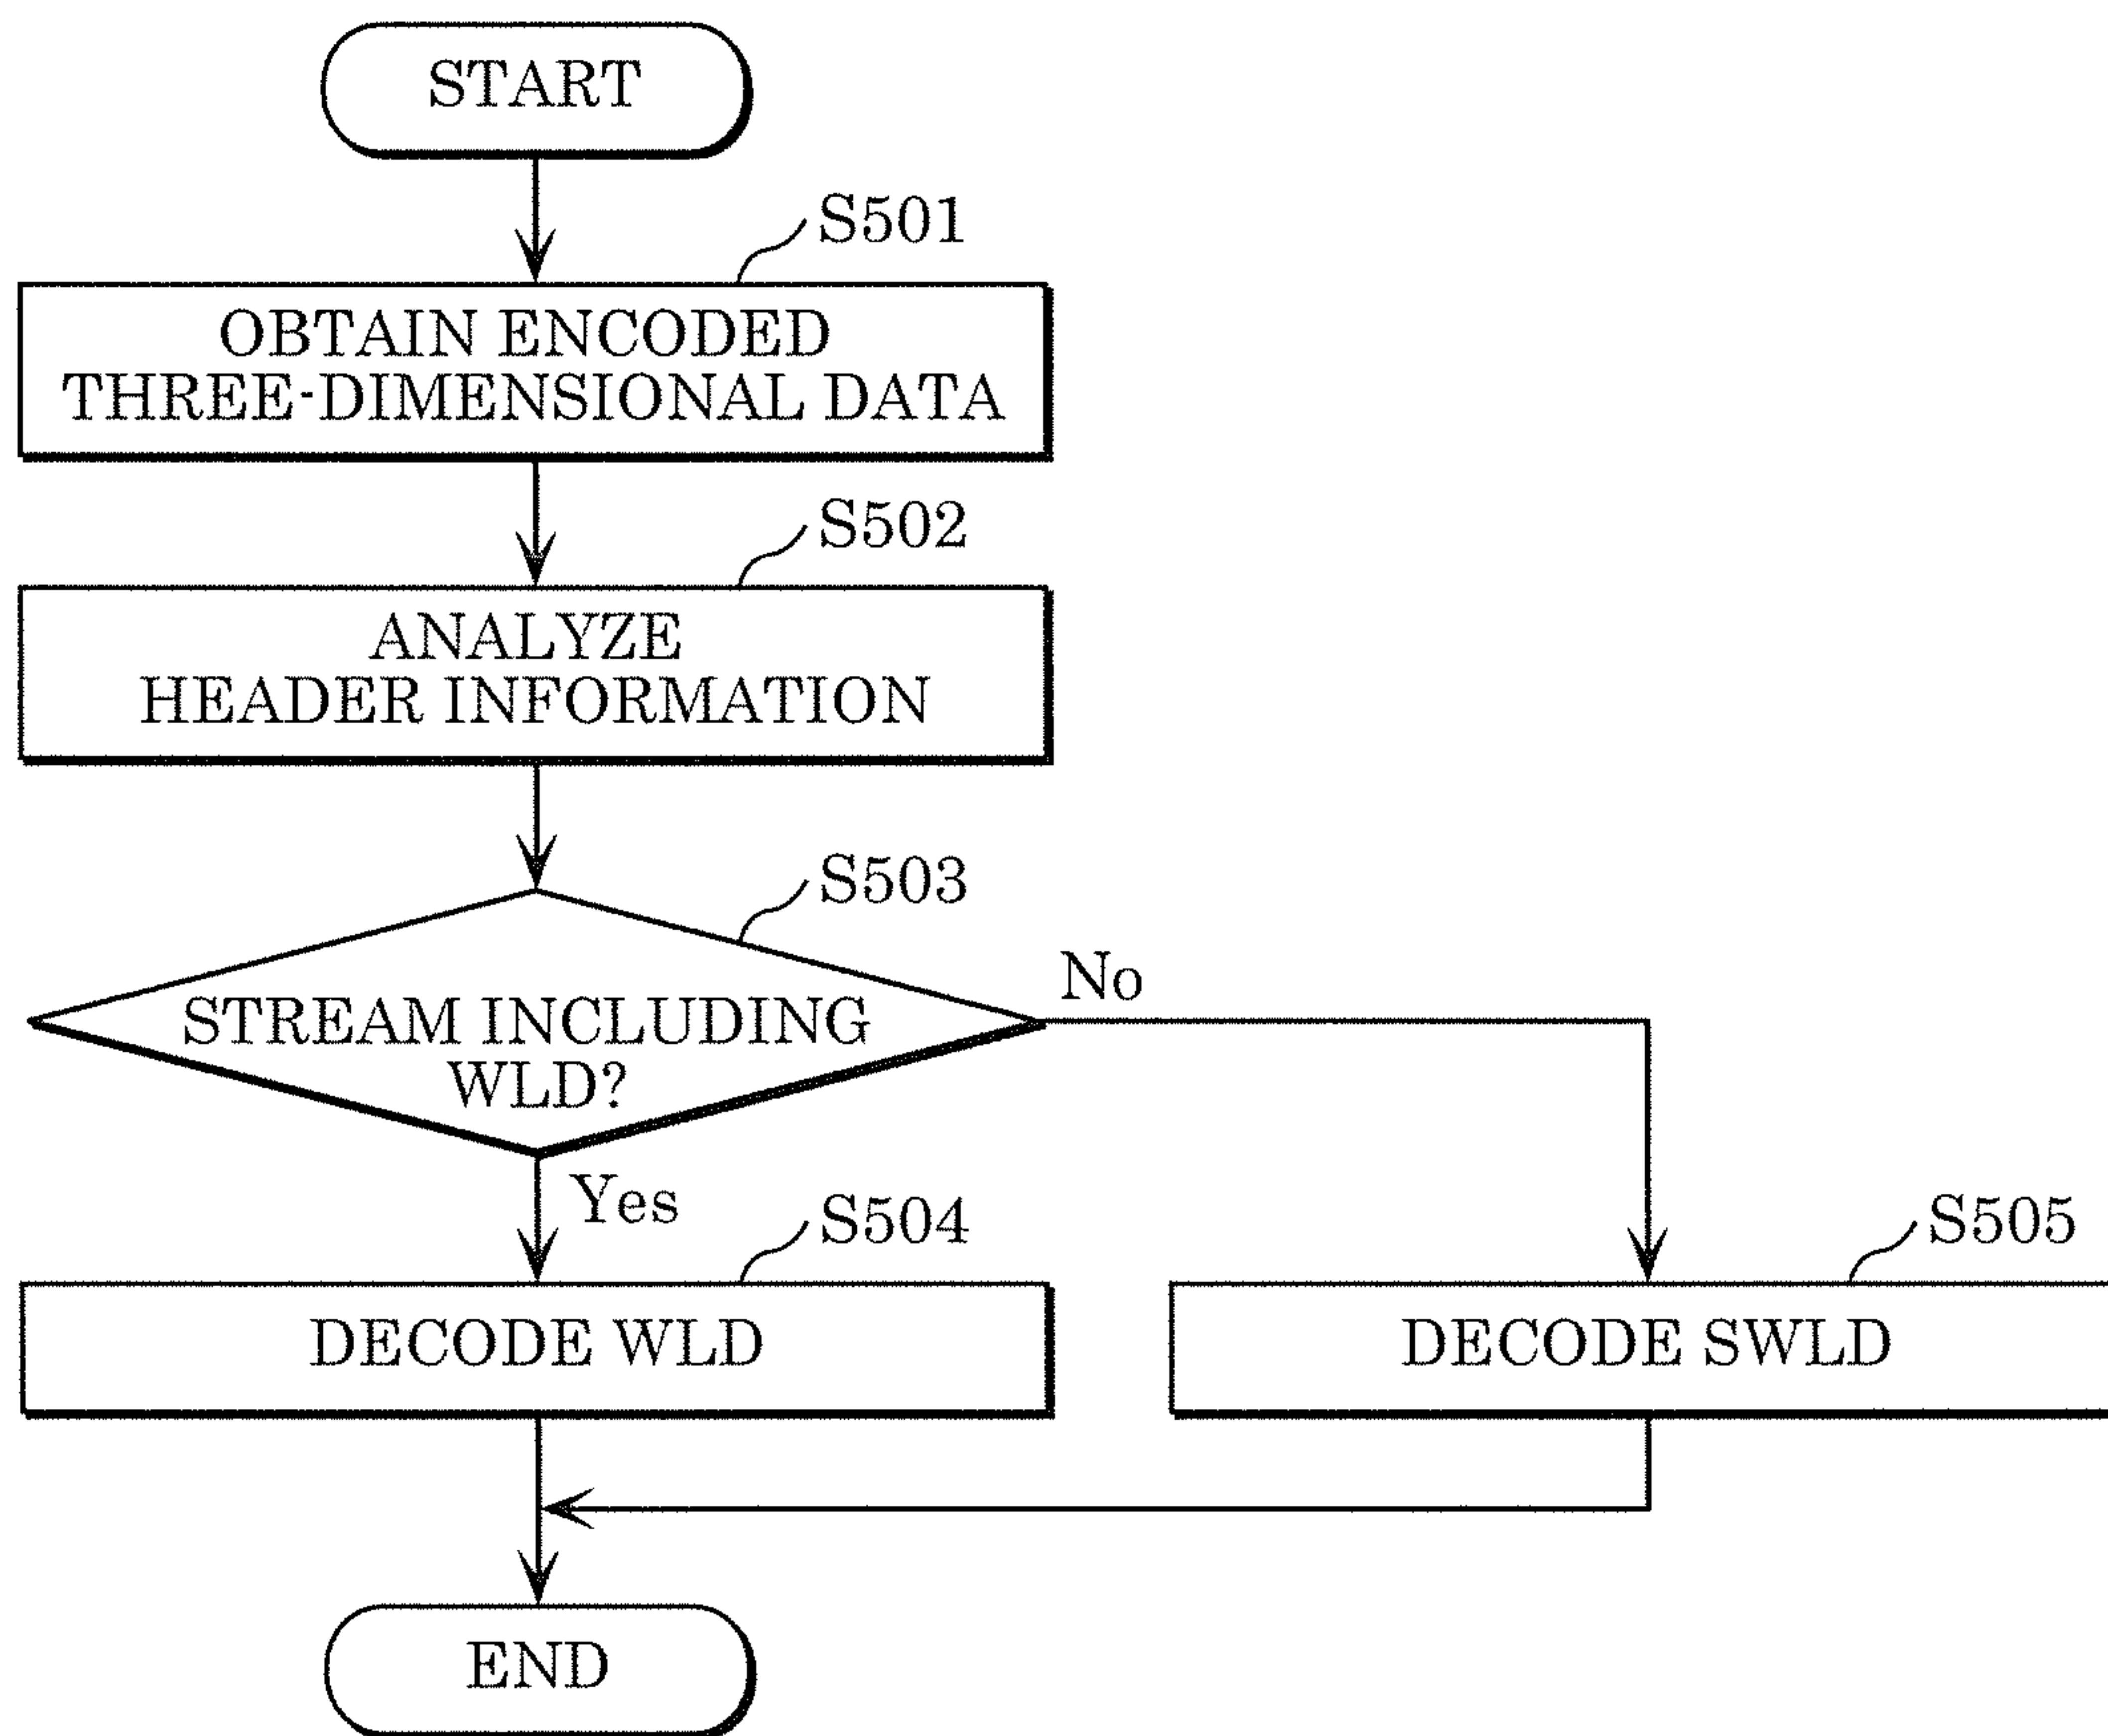 START
S501
OBTAIN ENCODED
THREE-DIMENSIONAL DATA
S502
ANALYZE
HEADER INFORMATION
S503
No
STREAM INCLUDING
WLD?
Yes
S504
S505
DECODE WLD
DECODE SWLD
END